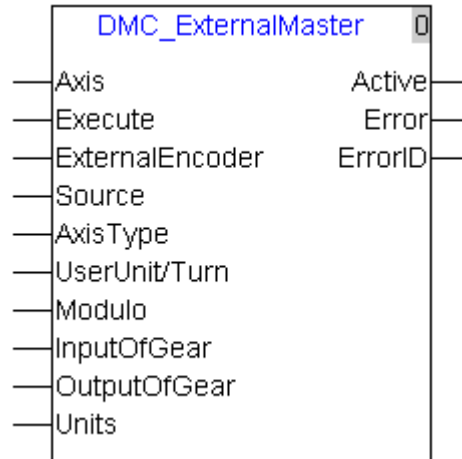 DMC_ExternalMaster 0
Axis Active
Execute Error
ExternalEncoder ErrorID
Source
AxisType
UserUnit/Turn
Modulo
InputOfGear
OutputOfGear
Units